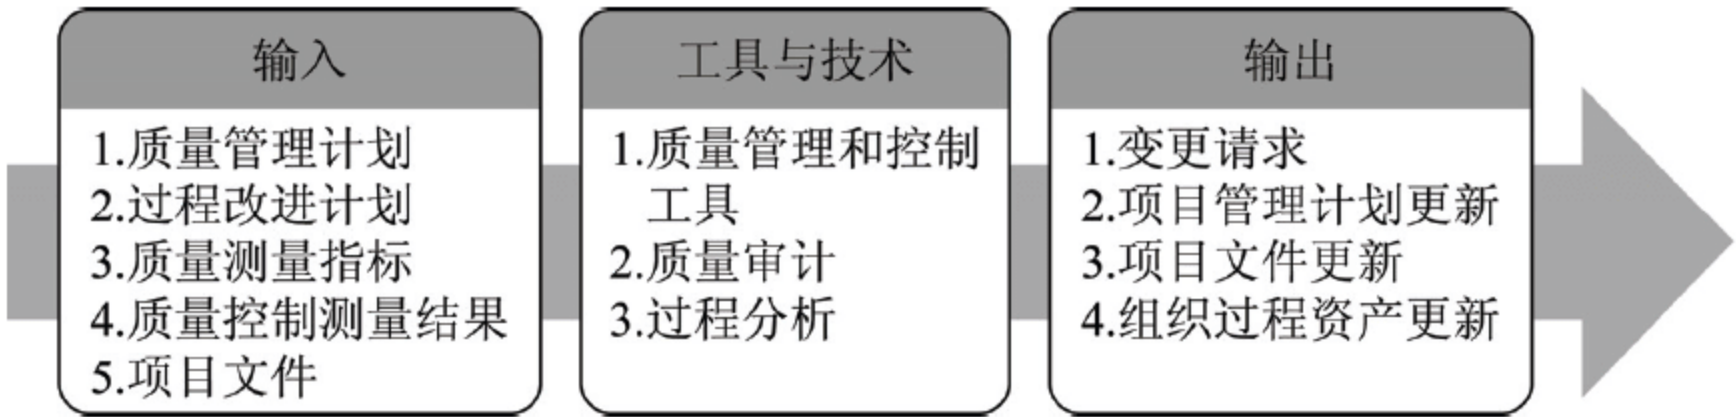 输入
1.质量管理计划
2.过程改进计划
3.质量测量指标
4.质量控制测量结果
5.项目文件
工具与技术
1.质量管理和控制
工具
2.质量审计
3.过程分析
输出
1.变更请求
2.项目管理计划更新
3.项目文件更新
4.组织过程资产更新